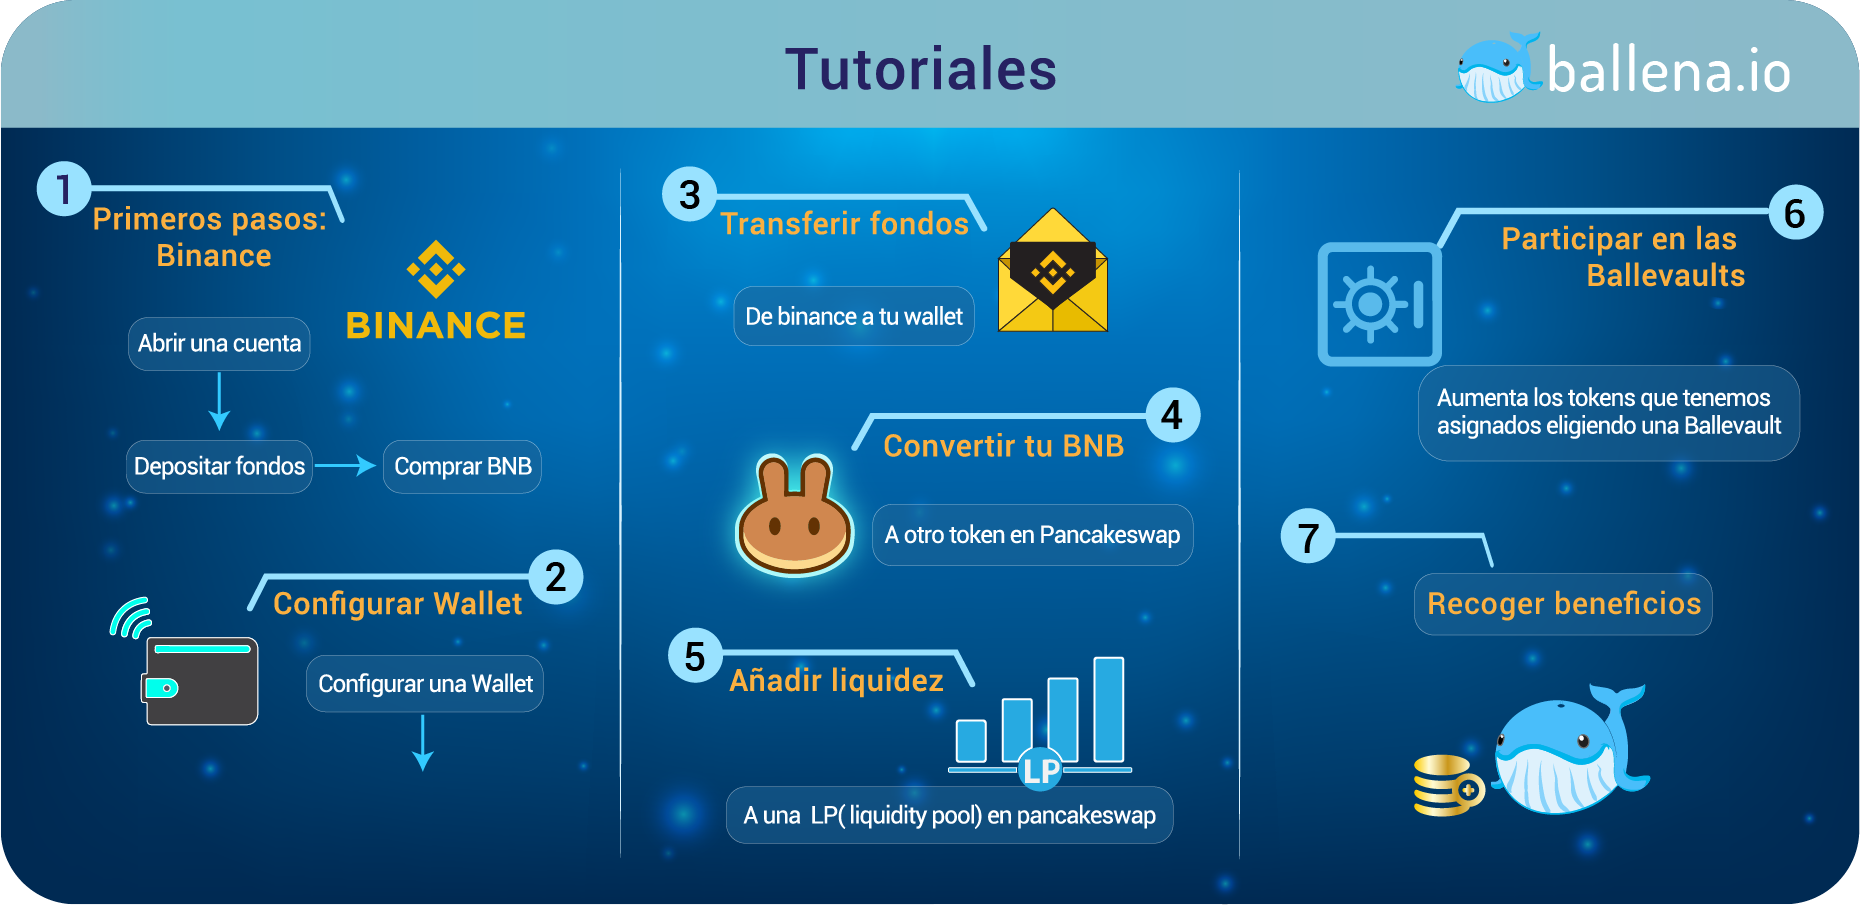 Tutoriales
ballena.io
1
Primeros pasos:
Binance
BINANCE
Abrir una cuenta
Depositar fondos
Comprar BNB
2
Configurar Wallet
Configurar una Wallet
3
Transferir fondos
De binance a tu wallet
4
Convertir tu BNB
A otro token en Pancakeswap
5
Añadir liquidez
LP
A una LP( liquidity pool) en pancakeswap
6
Participar en las
Ballevaults
Aumenta los tokens que tenemos
asignados eligiendo una Ballevault
7
Recoger beneficios